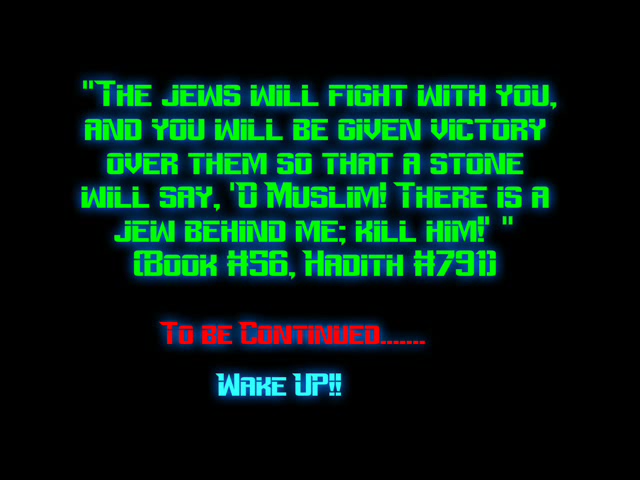 "The jews will fight with you,
and you will be given victory
over them so that a stone
will say, 'O Muslim! There is a
jew behind me; kill him!' "
(Book #56, Hadith #791)
To be Continued.......
Wake UP!!